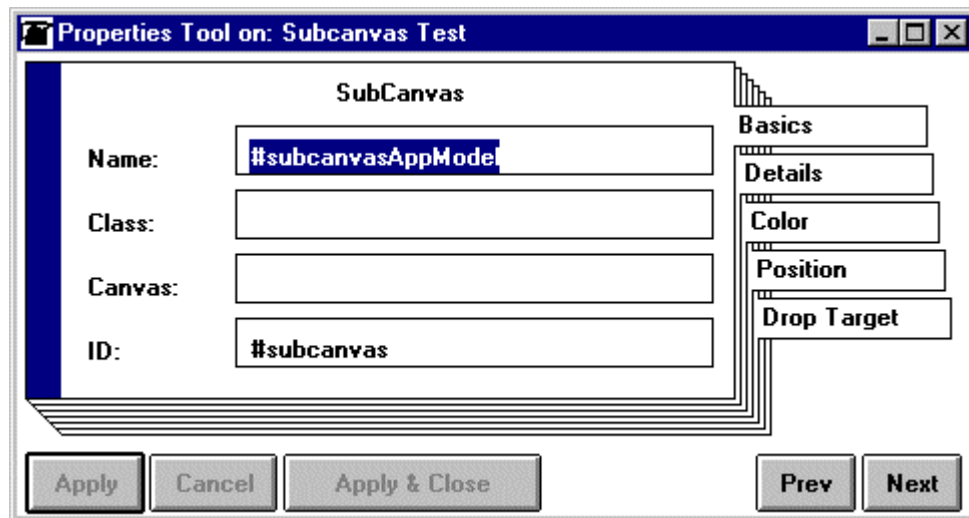 Properties Tool on: Subcanvas Test
SubCanvas
Basics
Name: #subcanvasAppModel
Details
Class:
Color
Canvas:
Position
Drop Target
ID: #subcanvas
Apply Cancel Apply & Close Prev Next